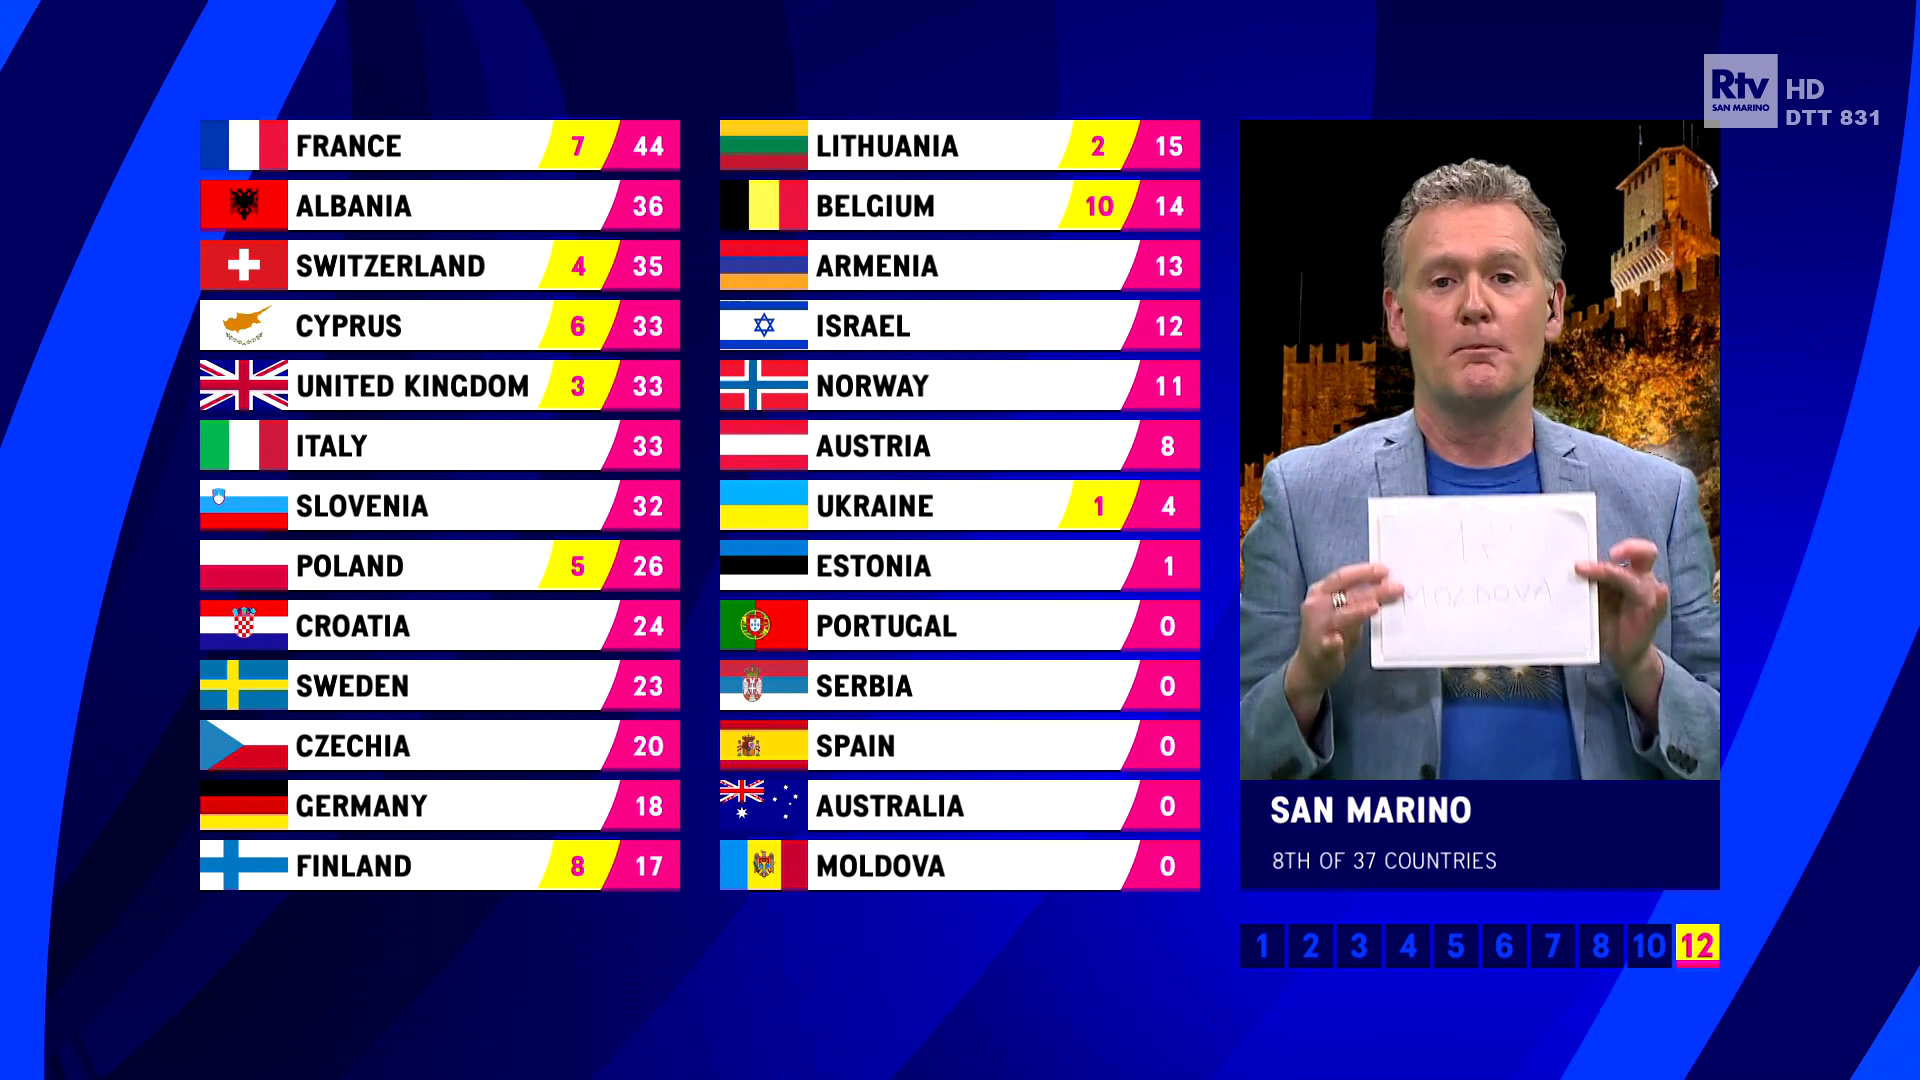 Rtv
SAN MARINO
HD
DTT 831
FRANCE 7 44
ALBANIA 36
SWITZERLAND 4 35
CYPRUS 6 33
UNITED KINGDOM 3 33
ITALY 33
SLOVENIA 32
POLAND 5 26
CROATIA 24
SWEDEN 23
CZECHIA 20
GERMANY 18
FINLAND 8 17
LITHUANIA 2 15
BELGIUM 10 14
ARMENIA 13
ISRAEL 12
NORWAY 11
AUSTRIA 8
UKRAINE 1 4
ESTONIA 1
PORTUGAL 0
SERBIA 0
SPAIN 0
AUSTRALIA 0
MOLDOVA 0
MOLDOVA
SAN MARINO
8TH OF 37 COUNTRIES
1 2 3 4 5 6 7 8 10 12